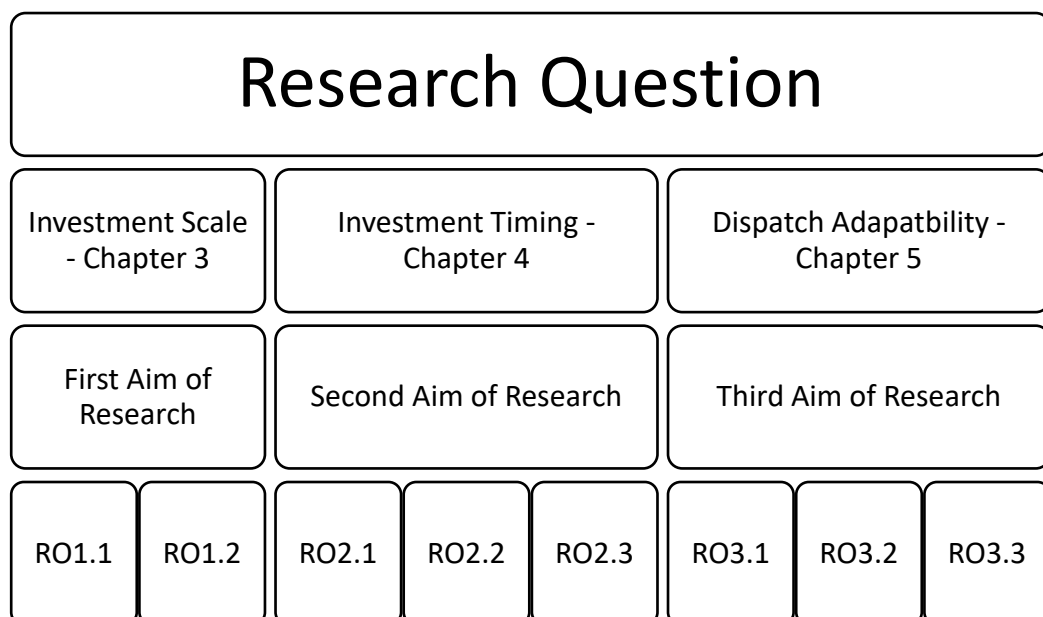 Research Question
Investment Scale
- Chapter 3
Investment Timing -
Chapter 4
Dispatch Adapatbility -
Chapter 5
First Aim of
Research
Second Aim of Research
Third Aim of Research
RO1.1
RO1.2
RO2.1
RO2.2
RO2.3
RO3.1
RO3.2
RO3.3